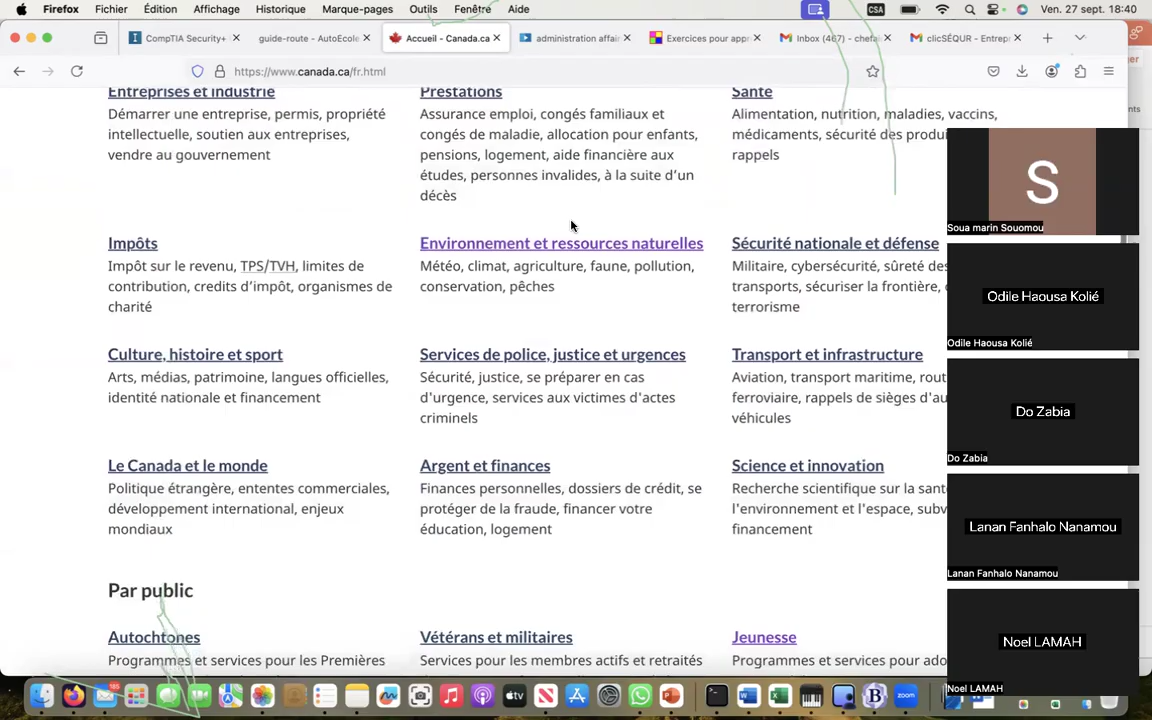 Firefox Fichier Édition Affichage Historique Marque-pages Outils Fenêtre Aide CSA Ven. 27 sept. 18:40
CompTIA Security+ guide-route - AutoEcole Accueil - Canada.ca administration affair Exercices pour appr Inbox (467) - chefa clicSÉQUR - Entrepr
https://www.canada.ca/fr.html
Entreprises et industrie
Démarrer une entreprise, permis, propriété
intellectuelle, soutien aux entreprises,
vendre au gouvernement
Prestations
Assurance emploi, congés familiaux et
congés de maladie, allocation pour enfants,
pensions, logement, aide financière aux
études, personnes invalides, à la suite d'un
décès
Santé
Alimentation, nutrition, maladies, vaccins,
médicaments, sécurité des produi
rappels
Impôts
Impôt sur le revenu, TPS/TVH, limites de
contribution, credits d'impôt, organismes de
charité
Environnement et ressources naturelles
Météo, climat, agriculture, faune, pollution,
conservation, pêches
Sécurité nationale et défense
Militaire, cybersécurité, sûreté des
transports, sécuriser la frontière,
terrorisme
Culture, histoire et sport
Arts, médias, patrimoine, langues officielles,
identité nationale et financement
Services de police, justice et urgences
Sécurité, justice, se préparer en cas
d'urgence, services aux victimes d'actes
criminels
Transport et infrastructure
Aviation, transport maritime, rout
ferroviaire, rappels de sièges d'au
véhicules
Le Canada et le monde
Politique étrangère, ententes commerciales,
développement international, enjeux
mondiaux
Argent et finances
Finances personnelles, dossiers de crédit, se
protéger de la fraude, financer votre
éducation, logement
Science et innovation
Recherche scientifique sur la sant
l'environnement et l'espace, subv
financement
Par public
Autochtones
Programmes et services pour les Premières
Vétérans et militaires
Services pour les membres actifs et retraités
Jeunesse
Programmes et services pour ado
S
Soua marin Souomou
Odile Haousa Kolié
Odile Haousa Kolié
Do Zabia
Do Zabia
Lanan Fanhalo Nanamou
Lanan Fanhalo Nanamou
Noel LAMAH
Noel LAMAH
tv
zoom